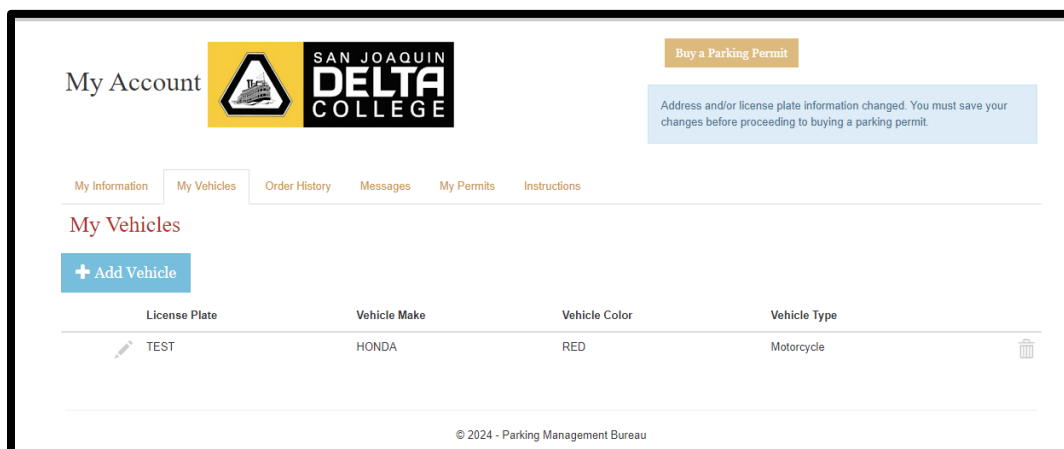 My Account
SAN JOAQUIN
DELTA
COLLEGE
Buy a Parking Permit
Address and/or license plate information changed. You must save your
changes before proceeding to buying a parking permit.
My Information My Vehicles Order History Messages My Permits Instructions
My Vehicles
+ Add Vehicle
License Plate Vehicle Make Vehicle Color Vehicle Type
TEST HONDA RED Motorcycle
© 2024 - Parking Management Bureau